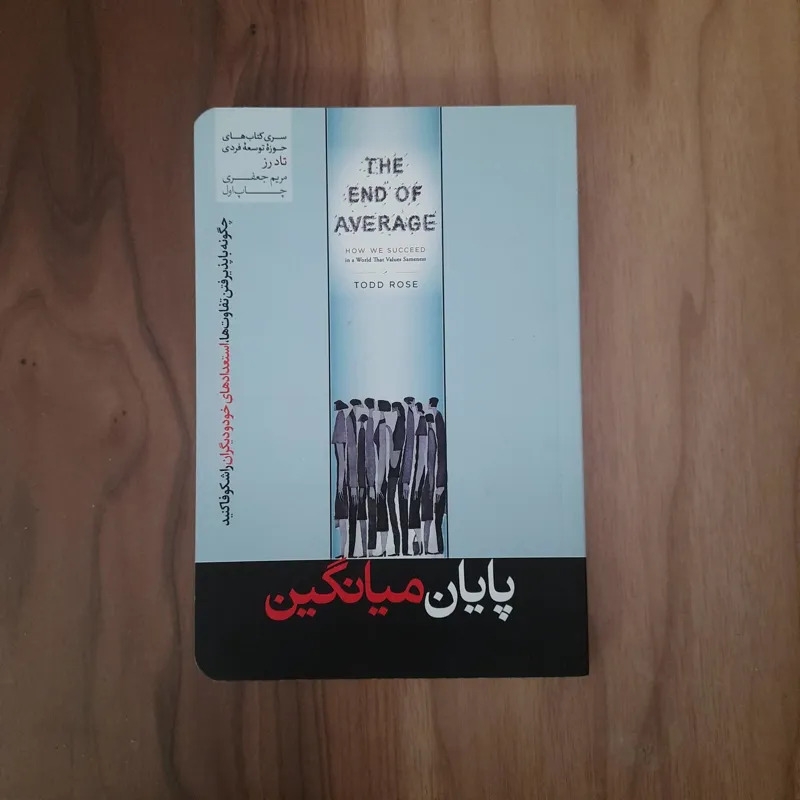 سری کتاب‌های
حوزهٔ توسعهٔ فردی
تاد رز
مریم جعفری
چاپ اول
THE
END OF
AVERAGE
HOW WE SUCCEED
in a World That Values Sameness
TODD ROSE
چگونه با پذیرفتن تفاوت‌ها، استعدادهای خود و دیگران را شکوفا کنید
پایان میانگین